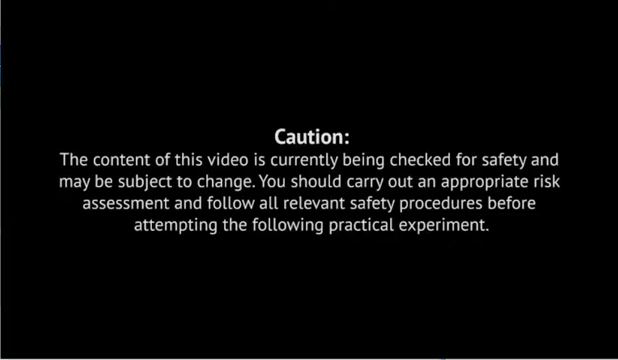 Caution:
The content of this video is currently being checked for safety and
may be subject to change. You should carry out an appropriate risk
assessment and follow all relevant safety procedures before
attempting the following practical experiment.